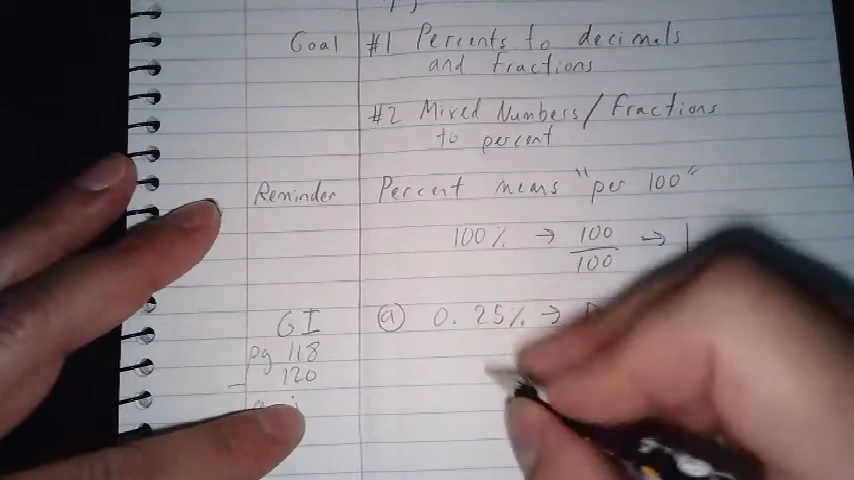 Goal #1 Percents to decimals
and fractions
#2 Mixed Numbers/Fractions
to percent
Reminder Percent means "per 100"
100% → 100/100 → 1
GI (a) 0.25% →
pg 118
- 120